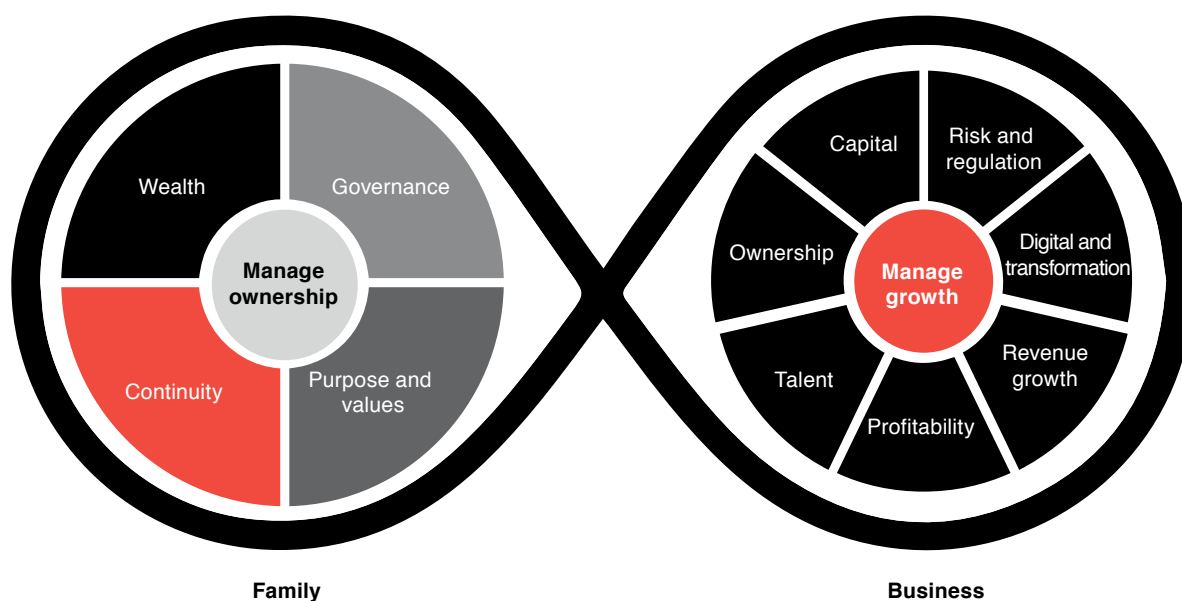 Wealth
Governance
Manage
ownership
Continuity
Purpose and
values
Family
Capital
Risk and
regulation
Ownership
Digital and
transformation
Manage
growth
Talent
Revenue
growth
Profitability
Business